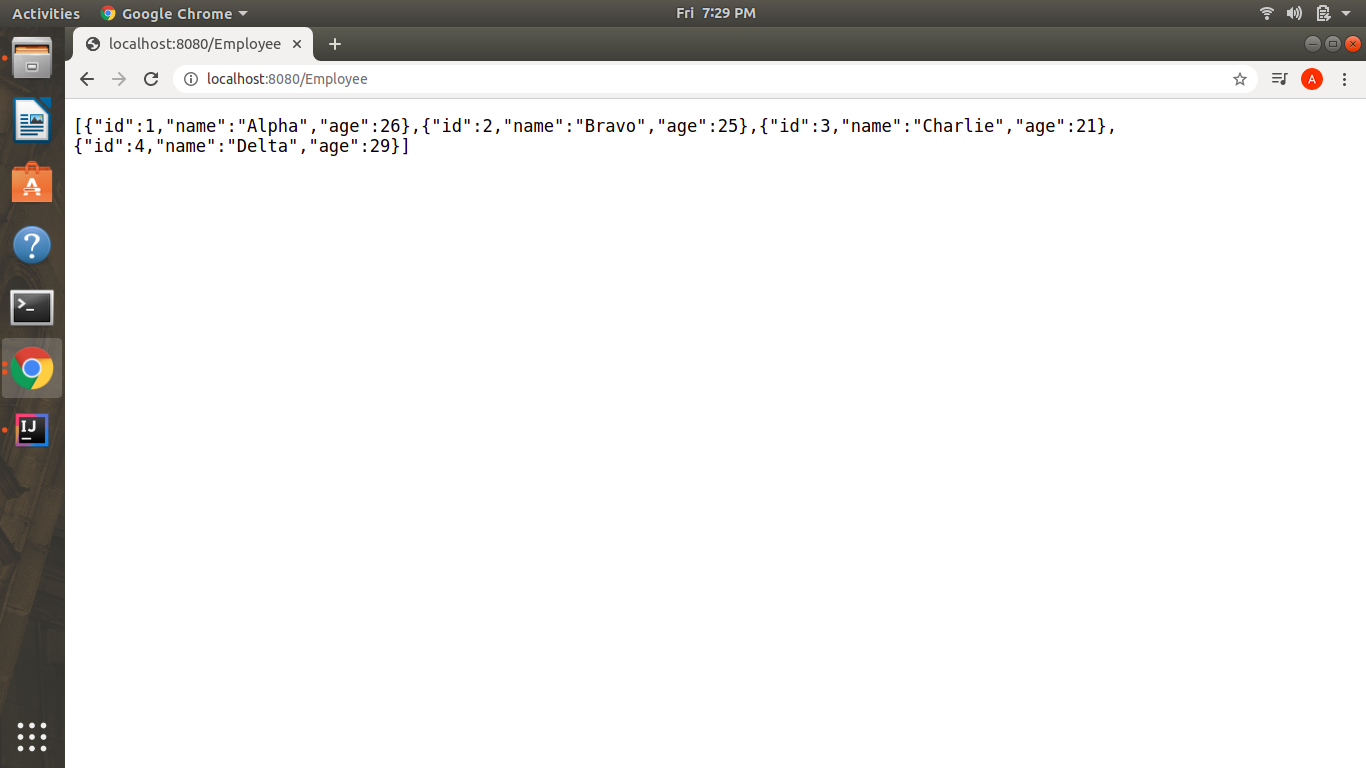 Activities Google Chrome Fri 7:29 PM
localhost:8080/Employee
localhost:8080/Employee A
[{"id":1,"name":"Alpha","age":26},{"id":2,"name":"Bravo","age":25},{"id":3,"name":"Charlie","age":21},
{"id":4,"name":"Delta","age":29}]
A
?
>_
IJ